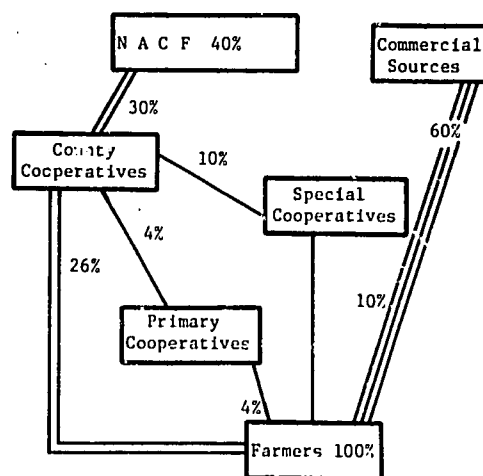 N A C F 40%
Commercial
Sources
30%
60%
County
Cooperatives
10%
Special
Cooperatives
4%
26%
10%
Primary
Cooperatives
4%
Farmers 100%